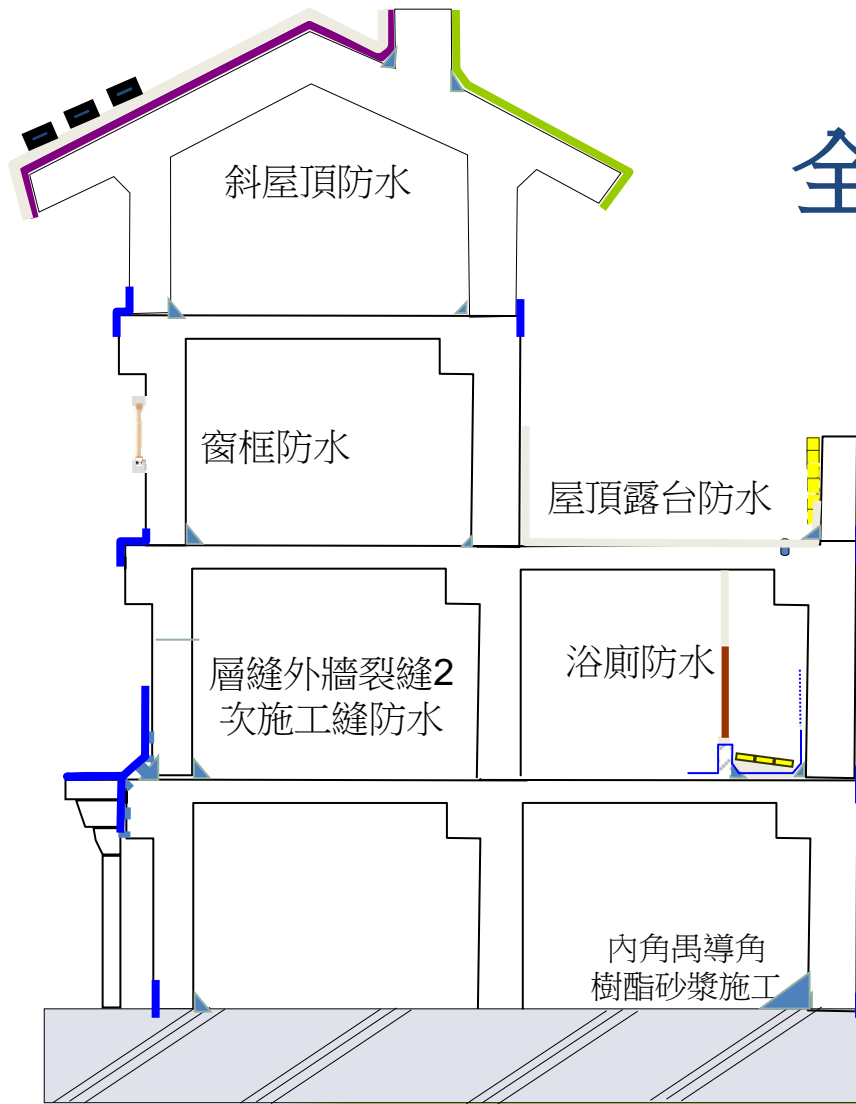 全
斜屋頂防水
窗框防水
屋頂露台防水
層縫外牆裂縫2
次施工縫防水
浴廁防水
內角禺導角
樹酯砂漿施工